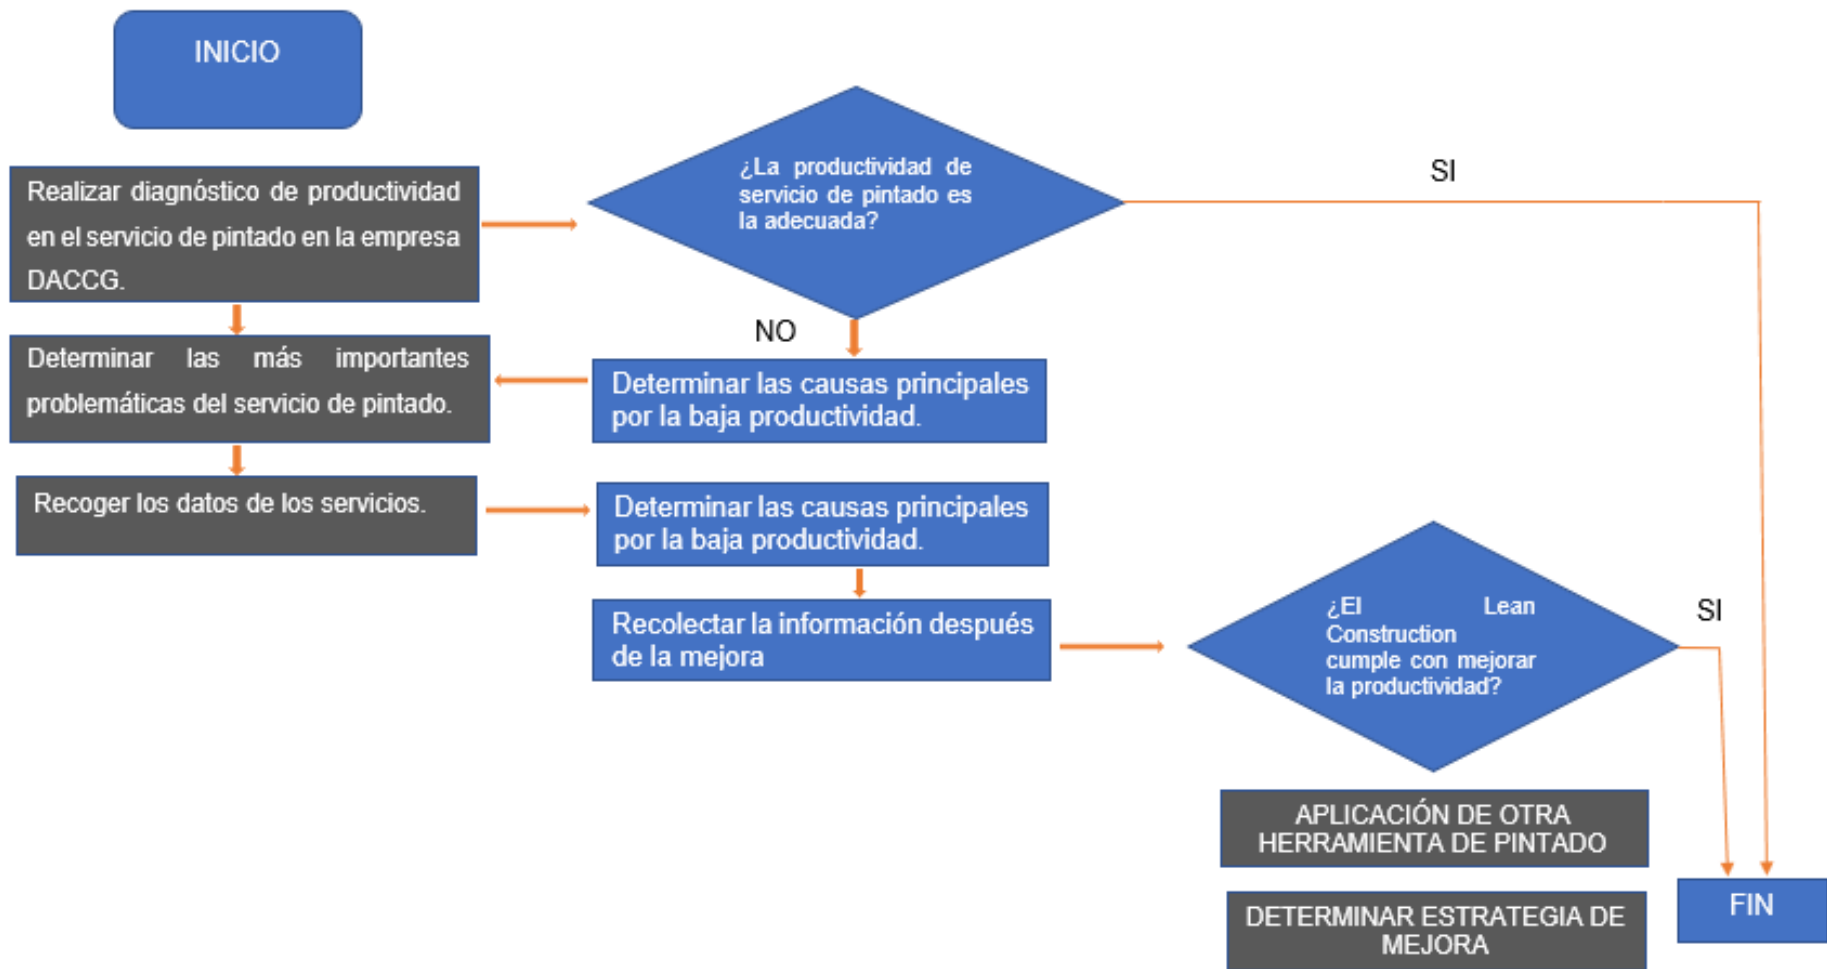 INICIO
Realizar diagnóstico de productividad
en el servicio de pintado en la empresa
DACCG.
¿La productividad de
servicio de pintado es
la adecuada?
SI
NO
Determinar las más importantes
problemáticas del servicio de pintado.
Determinar las causas principales
por la baja productividad.
Recoger los datos de los servicios.
Determinar las causas principales
por la baja productividad.
Recolectar la información después
de la mejora
¿El Lean
Construction
cumple con mejorar
la productividad?
SI
APLICACIÓN DE OTRA
HERRAMIENTA DE PINTADO
DETERMINAR ESTRATEGIA DE
MEJORA
FIN